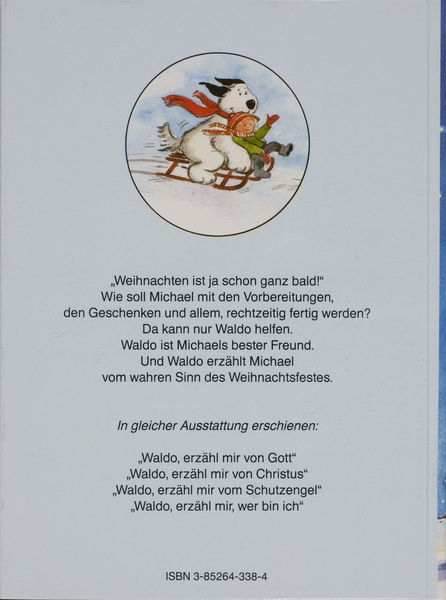 „Weihnachten ist ja schon ganz bald!“
Wie soll Michael mit den Vorbereitungen,
den Geschenken und allem, rechtzeitig fertig werden?
Da kann nur Waldo helfen.
Waldo ist Michaels bester Freund.
Und Waldo erzählt Michael
vom wahren Sinn des Weihnachtsfestes.
In gleicher Ausstattung erschienen:
„Waldo, erzähl mir von Gott“
„Waldo, erzähl mir von Christus“
„Waldo, erzähl mir vom Schutzengel“
„Waldo, erzähl mir, wer bin ich“
ISBN 3-85264-338-4